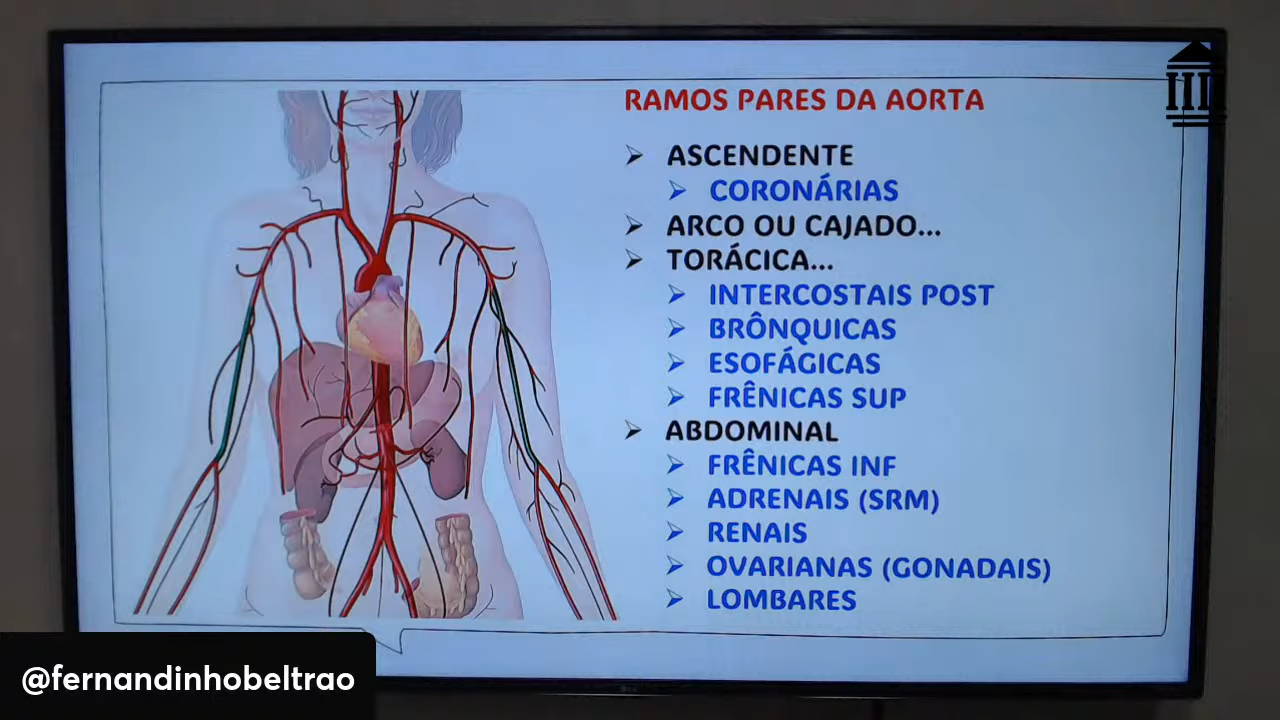 RAMOS PARES DA AORTA
ASCENDENTE
CORONÁRIAS
ARCO OU CAJADO...
TORÁCICA...
INTERCOSTAIS POST
BRÔNQUICAS
ESOFÁGICAS
FRÊNICAS SUP
ABDOMINAL
FRÊNICAS INF
ADRENAIS (SRM)
RENAIS
OVARIANAS (GONADAIS)
LOMBARES
@fernandinhobeltrao